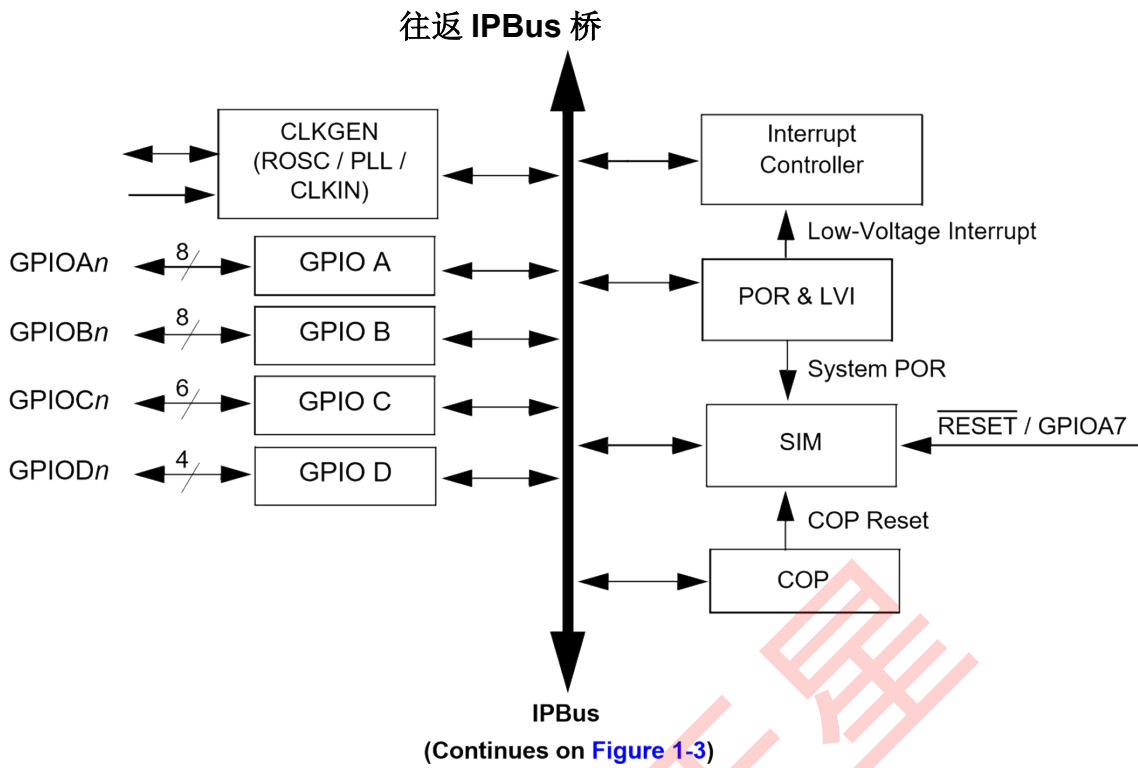 往返 IPBus 桥
CLKGEN
(ROSC / PLL /
CLKIN)
GPIOAn
8
GPIO A
GPIOBn
8
GPIO B
GPIOCn
6
GPIO C
GPIODn
4
GPIO D
Interrupt
Controller
Low-Voltage Interrupt
POR & LVI
System POR
SIM
RESET / GPIOA7
COP Reset
COP
IPBus
(Continues on Figure 1-3)
星